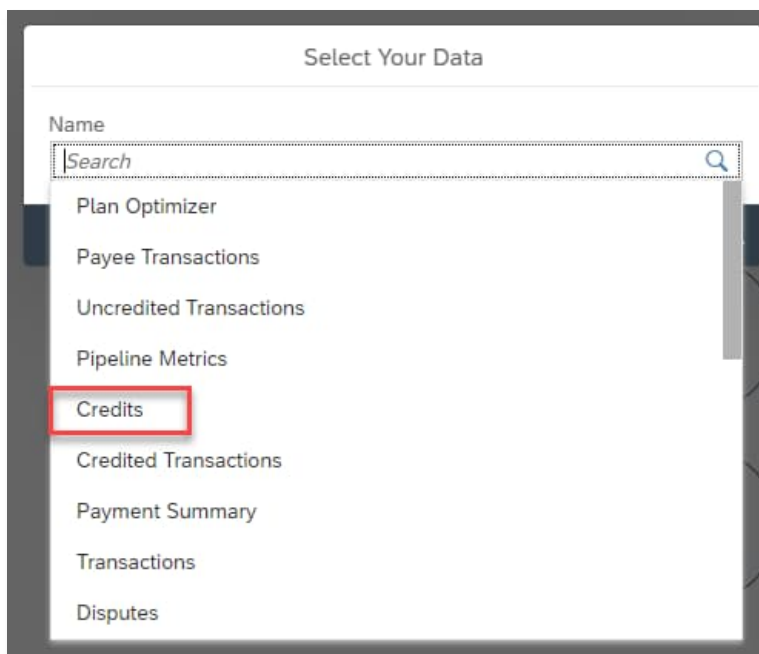 Select Your Data
Name
Search
Plan Optimizer
Payee Transactions
Uncredited Transactions
Pipeline Metrics
Credits
Credited Transactions
Payment Summary
Transactions
Disputes